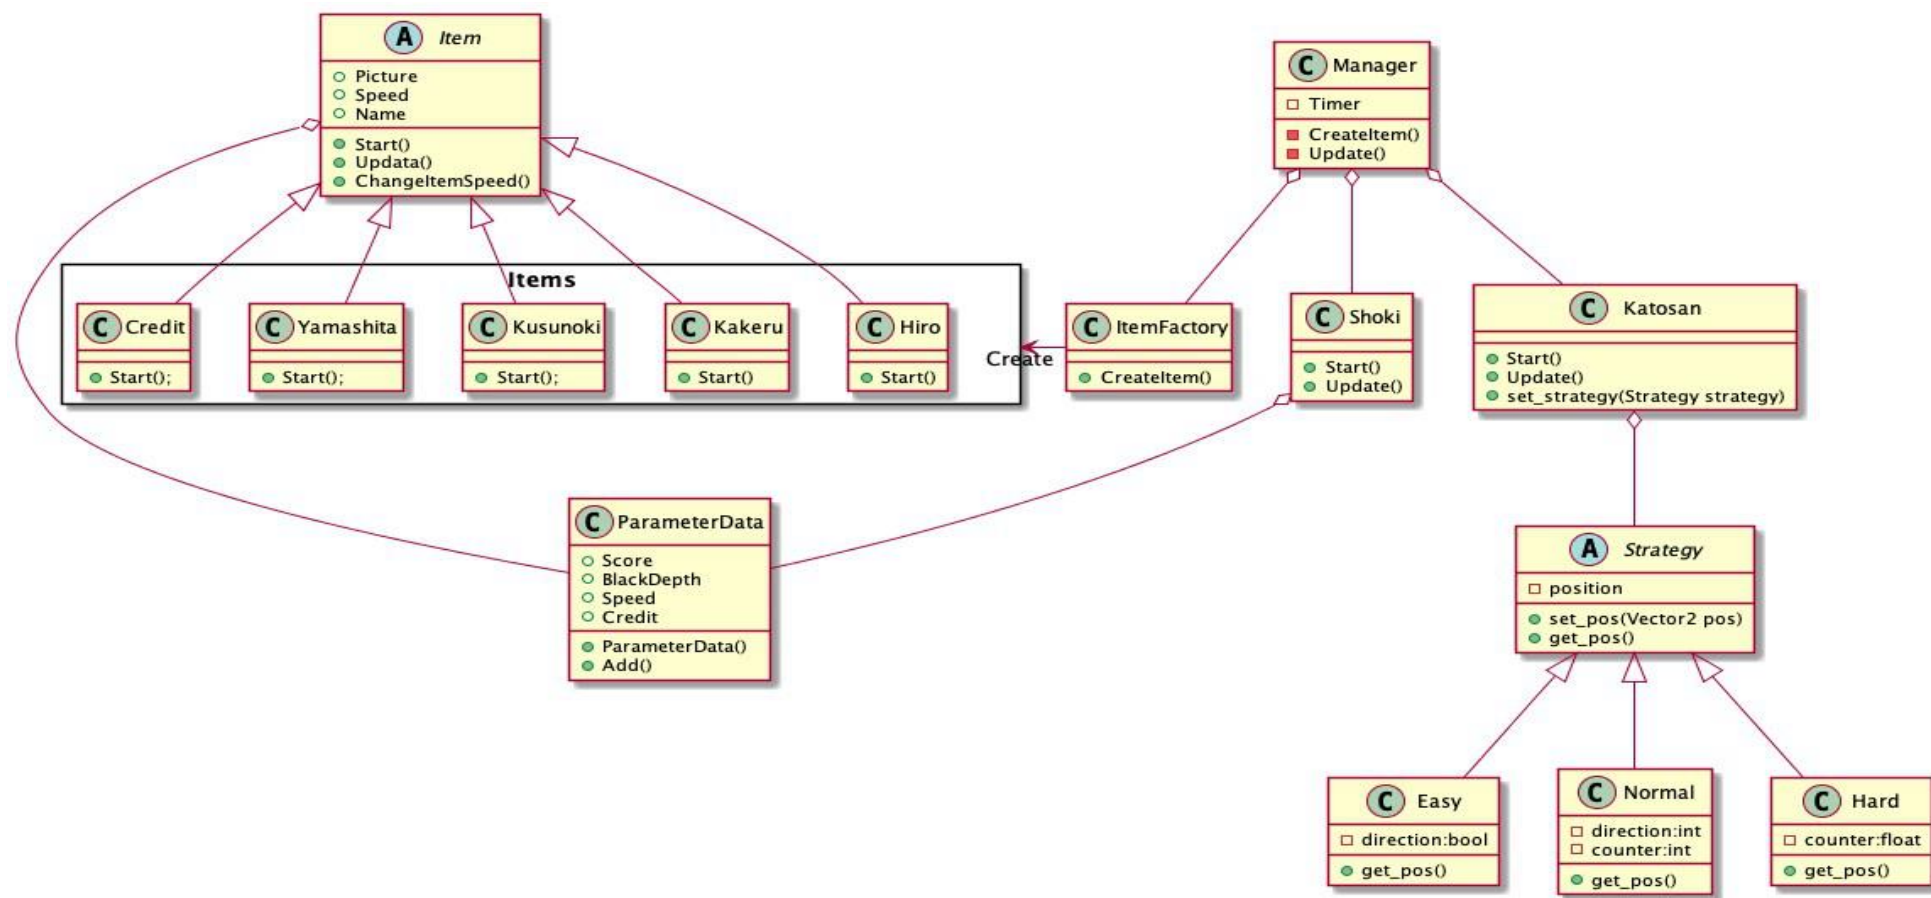 A Item
Picture
Speed
Name
Start()
Updata()
ChangeItemSpeed()
C Manager
Timer
CreateItem()
Update()
Items
C Credit
Start();
C Yamashita
Start();
C Kusunoki
Start();
C Kakeru
Start()
C Hiro
Start()
Create
C ItemFactory
CreateItem()
C Shoki
Start()
Update()
C Katosan
Start()
Update()
set_strategy(Strategy strategy)
C ParameterData
Score
BlackDepth
Speed
Credit
ParameterData()
Add()
A Strategy
position
set_pos(Vector2 pos)
get_pos()
C Easy
direction:bool
get_pos()
C Normal
direction:int
counter:int
get_pos()
C Hard
counter:float
get_pos()